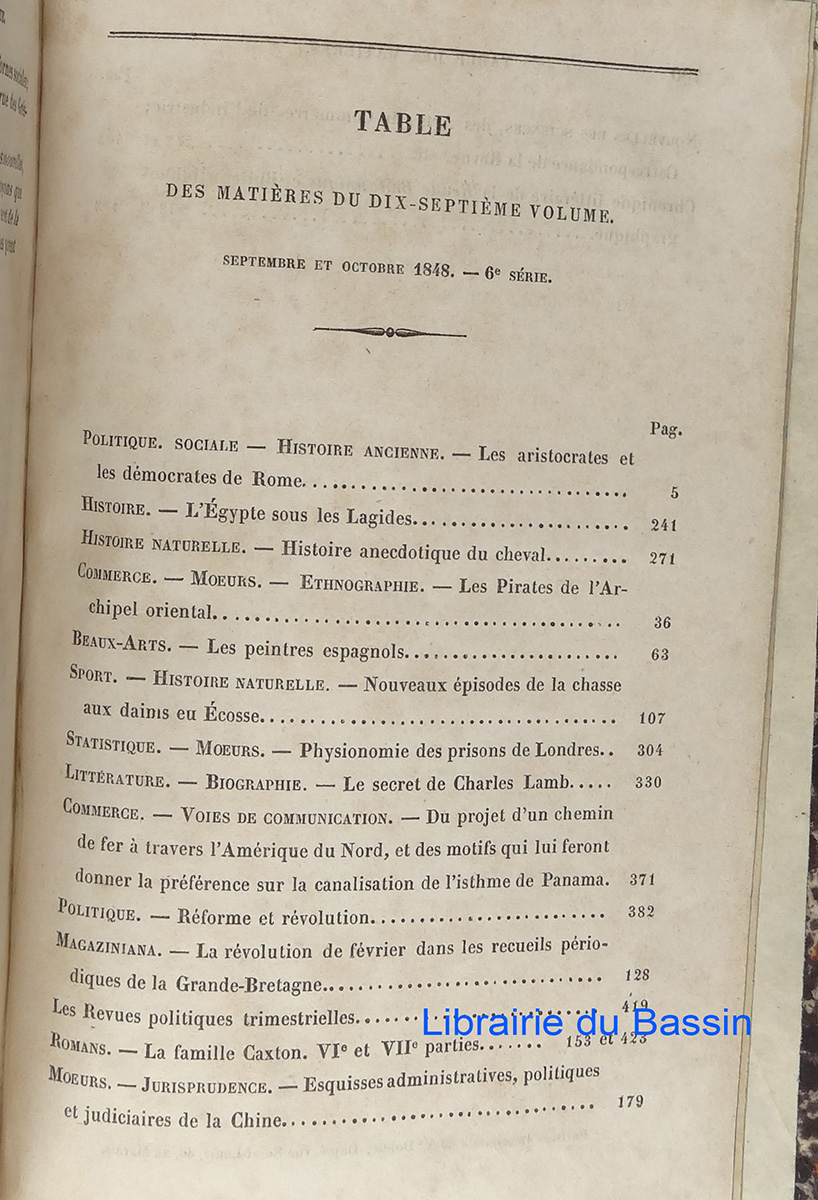 TABLE
DES MATIÈRES DU DIX-SEPTIÈME VOLUME.
SEPTEMBRE ET OCTOBRE 1848. — 6e SÉRIE.
Pag.
POLITIQUE. SOCIALE — HISTOIRE ANCIENNE. — Les aristocrates et
les démocrates de Rome. 5
HISTOIRE. — L'Égypte sous les Lagides. 241
HISTOIRE NATURELLE. — Histoire anecdotique du cheval. 271
COMMERCE. — MOEURS. — ETHNOGRAPHIE. — Les Pirates de l'Ar-
chipel oriental. 36
BEAUX-ARTS. — Les peintres espagnols. 63
SPORT. — HISTOIRE NATURELLE. — Nouveaux épisodes de la chasse
aux daims eu Écosse. 107
STATISTIQUE. — MOEURS. — Physionomie des prisons de Londres.. 304
LITTÉRATURE. — BIOGRAPHIE. — Le secret de Charles Lamb..... 330
COMMERCE. — VOIES DE COMMUNICATION. — Du projet d'un chemin
de fer à travers l'Amérique du Nord, et des motifs qui lui feront
donner la préférence sur la canalisation de l'isthme de Panama. 371
POLITIQUE. — Réforme et révolution. 382
MAGAZINIANA. — La révolution de février dans les recueils pério-
diques de la Grande-Bretagne. 128
Les Revues politiques trimestrielles. 419
Librairie du Bassin
ROMANS. — La famille Caxton. VIe et VIIe parties. 153 et 423
MOEURS. — JURISPRUDENCE. — Esquisses administratives, politiques
et judiciaires de la Chine. 179